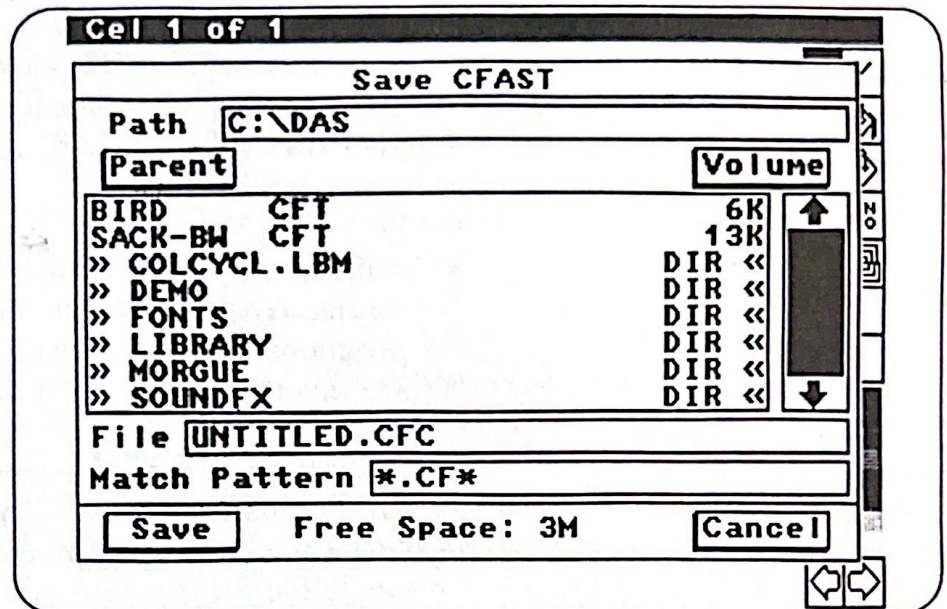 Cel 1 of 1
Save CFAST
Path C:\DAS
Parent Volume
BIRD CFT 6K
SACK-BW CFT 13K
» COLCYCL.LBM DIR «
» DEMO DIR «
» FONTS DIR «
» LIBRARY DIR «
» MORGUE DIR «
» SOUNDFX DIR «
File UNTITLED.CFC
Match Pattern *.CF*
Save Free Space: 3M Cancel
NO